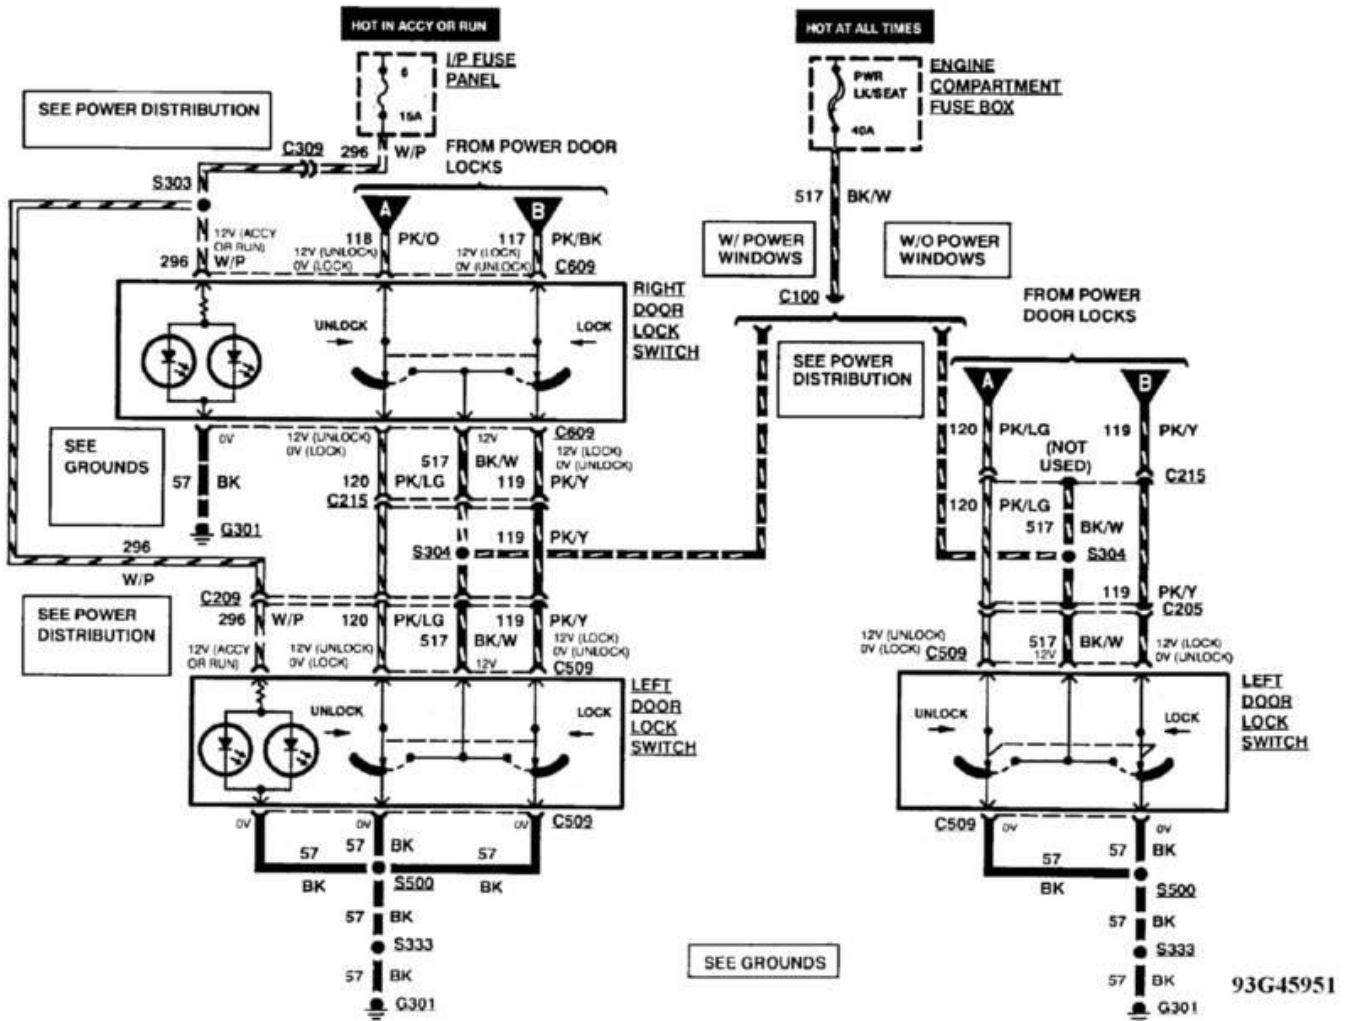 HOT IN ACCY OR RUN
HOT AT ALL TIMES
I/P FUSE
PANEL
6
15A
PWR
LK/SEAT
40A
ENGINE
COMPARTMENT
FUSE BOX
SEE POWER DISTRIBUTION
C309
296
W/P
FROM POWER DOOR
LOCKS
S303
A
B
517
BK/W
12V (ACCY
OR RUN)
296
W/P
118
PK/O
12V (UNLOCK)
0V (LOCK)
117
PK/BK
12V (LOCK)
0V (UNLOCK)
C609
W/ POWER
WINDOWS
W/O POWER
WINDOWS
C100
FROM POWER
DOOR LOCKS
RIGHT
DOOR
LOCK
SWITCH
UNLOCK
LOCK
SEE POWER
DISTRIBUTION
A
B
SEE
GROUNDS
0V
57
BK
G301
12V (UNLOCK)
0V (LOCK)
12V
C609
12V (LOCK)
0V (UNLOCK)
517
BK/W
120
PK/LG
119
PK/Y
C215
120
PK/LG
119
PK/Y
(NOT
USED)
C215
120
PK/LG
517
BK/W
S304
119
PK/Y
S304
296
W/P
119
PK/Y
C205
SEE POWER
DISTRIBUTION
C209
296
W/P
120
PK/LG
119
PK/Y
517
BK/W
12V (ACCY
OR RUN)
12V (UNLOCK)
0V (LOCK)
12V
12V (LOCK)
0V (UNLOCK)
C509
12V (UNLOCK)
0V (LOCK)
C509
517
BK/W
12V
12V (LOCK)
0V (UNLOCK)
LEFT
DOOR
LOCK
SWITCH
UNLOCK
LOCK
LEFT
DOOR
LOCK
SWITCH
UNLOCK
LOCK
0V
0V
0V
C509
57
BK
57
BK
57
BK
S500
57
BK
S333
57
BK
G301
C509
0V
0V
57
BK
57
BK
S500
57
BK
S333
57
BK
G301
SEE GROUNDS
93G45951